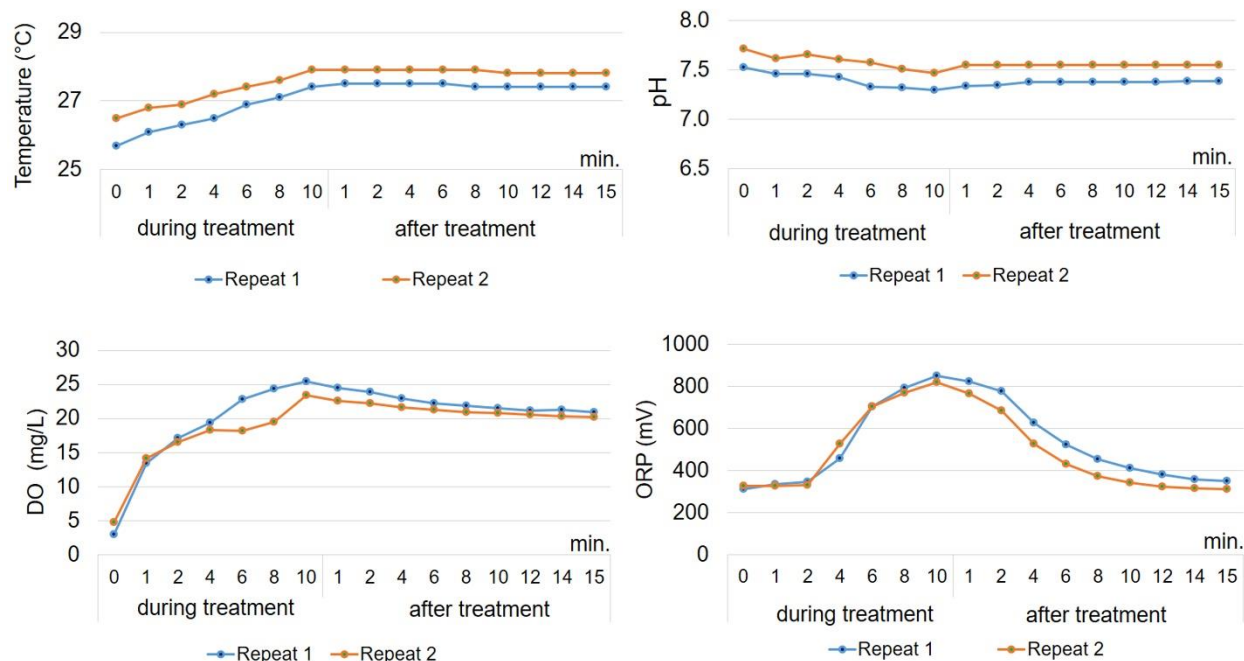 Temperature (°C)
29
27
25
min.
0 1 2 4 6 8 10 1 2 4 6 8 10 12 14 15
during treatment after treatment
Repeat 1 Repeat 2
pH
8.0
7.5
7.0
6.5
min.
0 1 2 4 6 8 10 1 2 4 6 8 10 12 14 15
during treatment after treatment
Repeat 1 Repeat 2
DO (mg/L)
30
25
20
15
10
5
0
min.
0 1 2 4 6 8 10 1 2 4 6 8 10 12 14 15
during treatment after treatment
Repeat 1 Repeat 2
ORP (mV)
1000
800
600
400
200
0
min.
0 1 2 4 6 8 10 1 2 4 6 8 10 12 14 15
during treatment after treatment
Repeat 1 Repeat 2